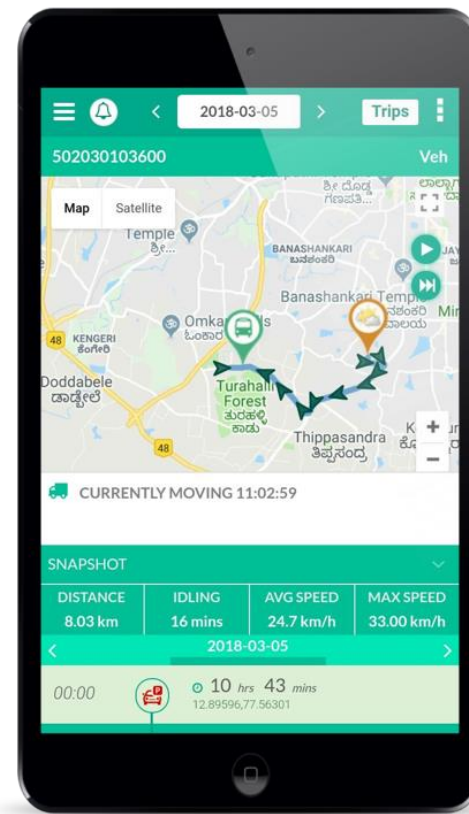 2018-03-05
Trips
502030103600
Veh
Map
Satellite
ಶ್ರೀ ದೊಡ್ಡ
ಗಣಪತಿ...
Temple
ಶ್ರೀ...
BANASHANKARI
ಬನಶಂಕರಿ
Banashankari Temple
48
KENGERI
ಕೆಂಗೇರಿ
ಓಂಕಾರ
Doddabele
ದೊಡ್ಡಬೆಲೆ
Turahalli
Forest
ತುರಹಳ್ಳಿ
ಕಾಡು
Thippasandra
ತಿಪ್ಪಸಂದ್ರ
48
+
−
CURRENTLY MOVING 11:02:59
SNAPSHOT
DISTANCE
IDLING
AVG SPEED
MAX SPEED
8.03 km
16 mins
24.7 km/h
33.00 km/h
2018-03-05
00:00
10 hrs 43 mins
12.89596,77.56301